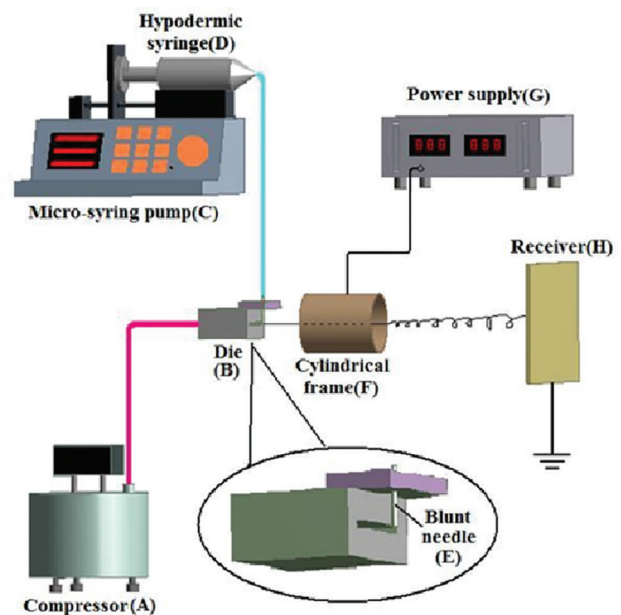 Hypodermic
syringe(D)
Power supply(G)
Micro-syring pump(C)
Receiver(H)
Die
(B)
Cylindrical
frame(F)
Blunt
needle
(E)
Compressor(A)